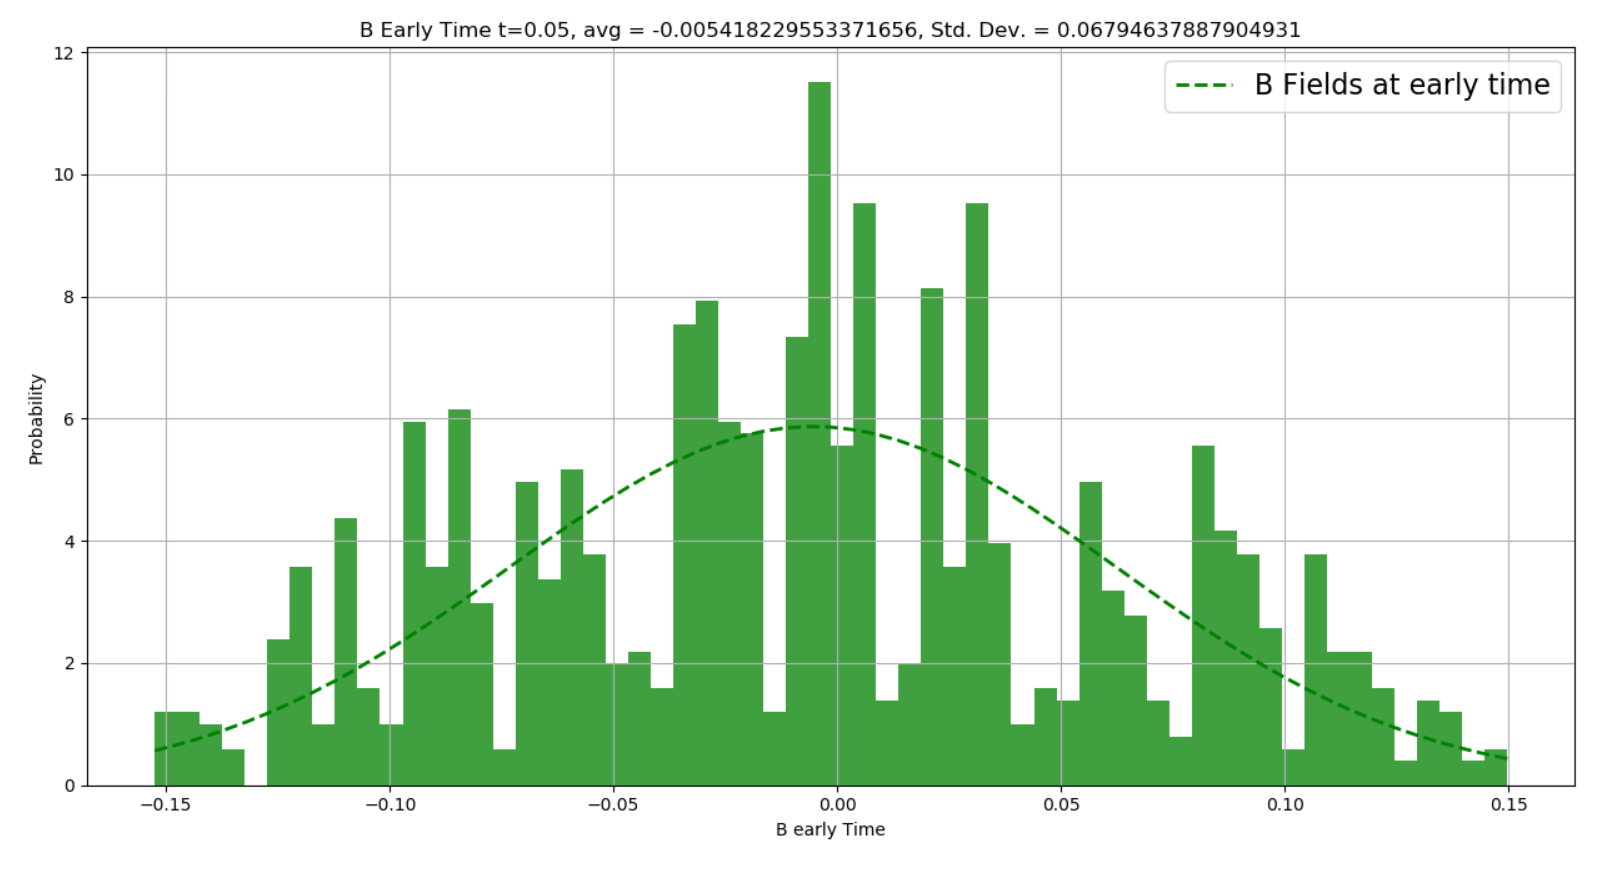 B Early Time t=0.05, avg = -0.005418229553371656, Std. Dev. = 0.06794637887904931
B Fields at early time
12
10
8
6
4
2
0
Probability
−0.15 −0.10 −0.05 0.00 0.05 0.10 0.15
B early Time